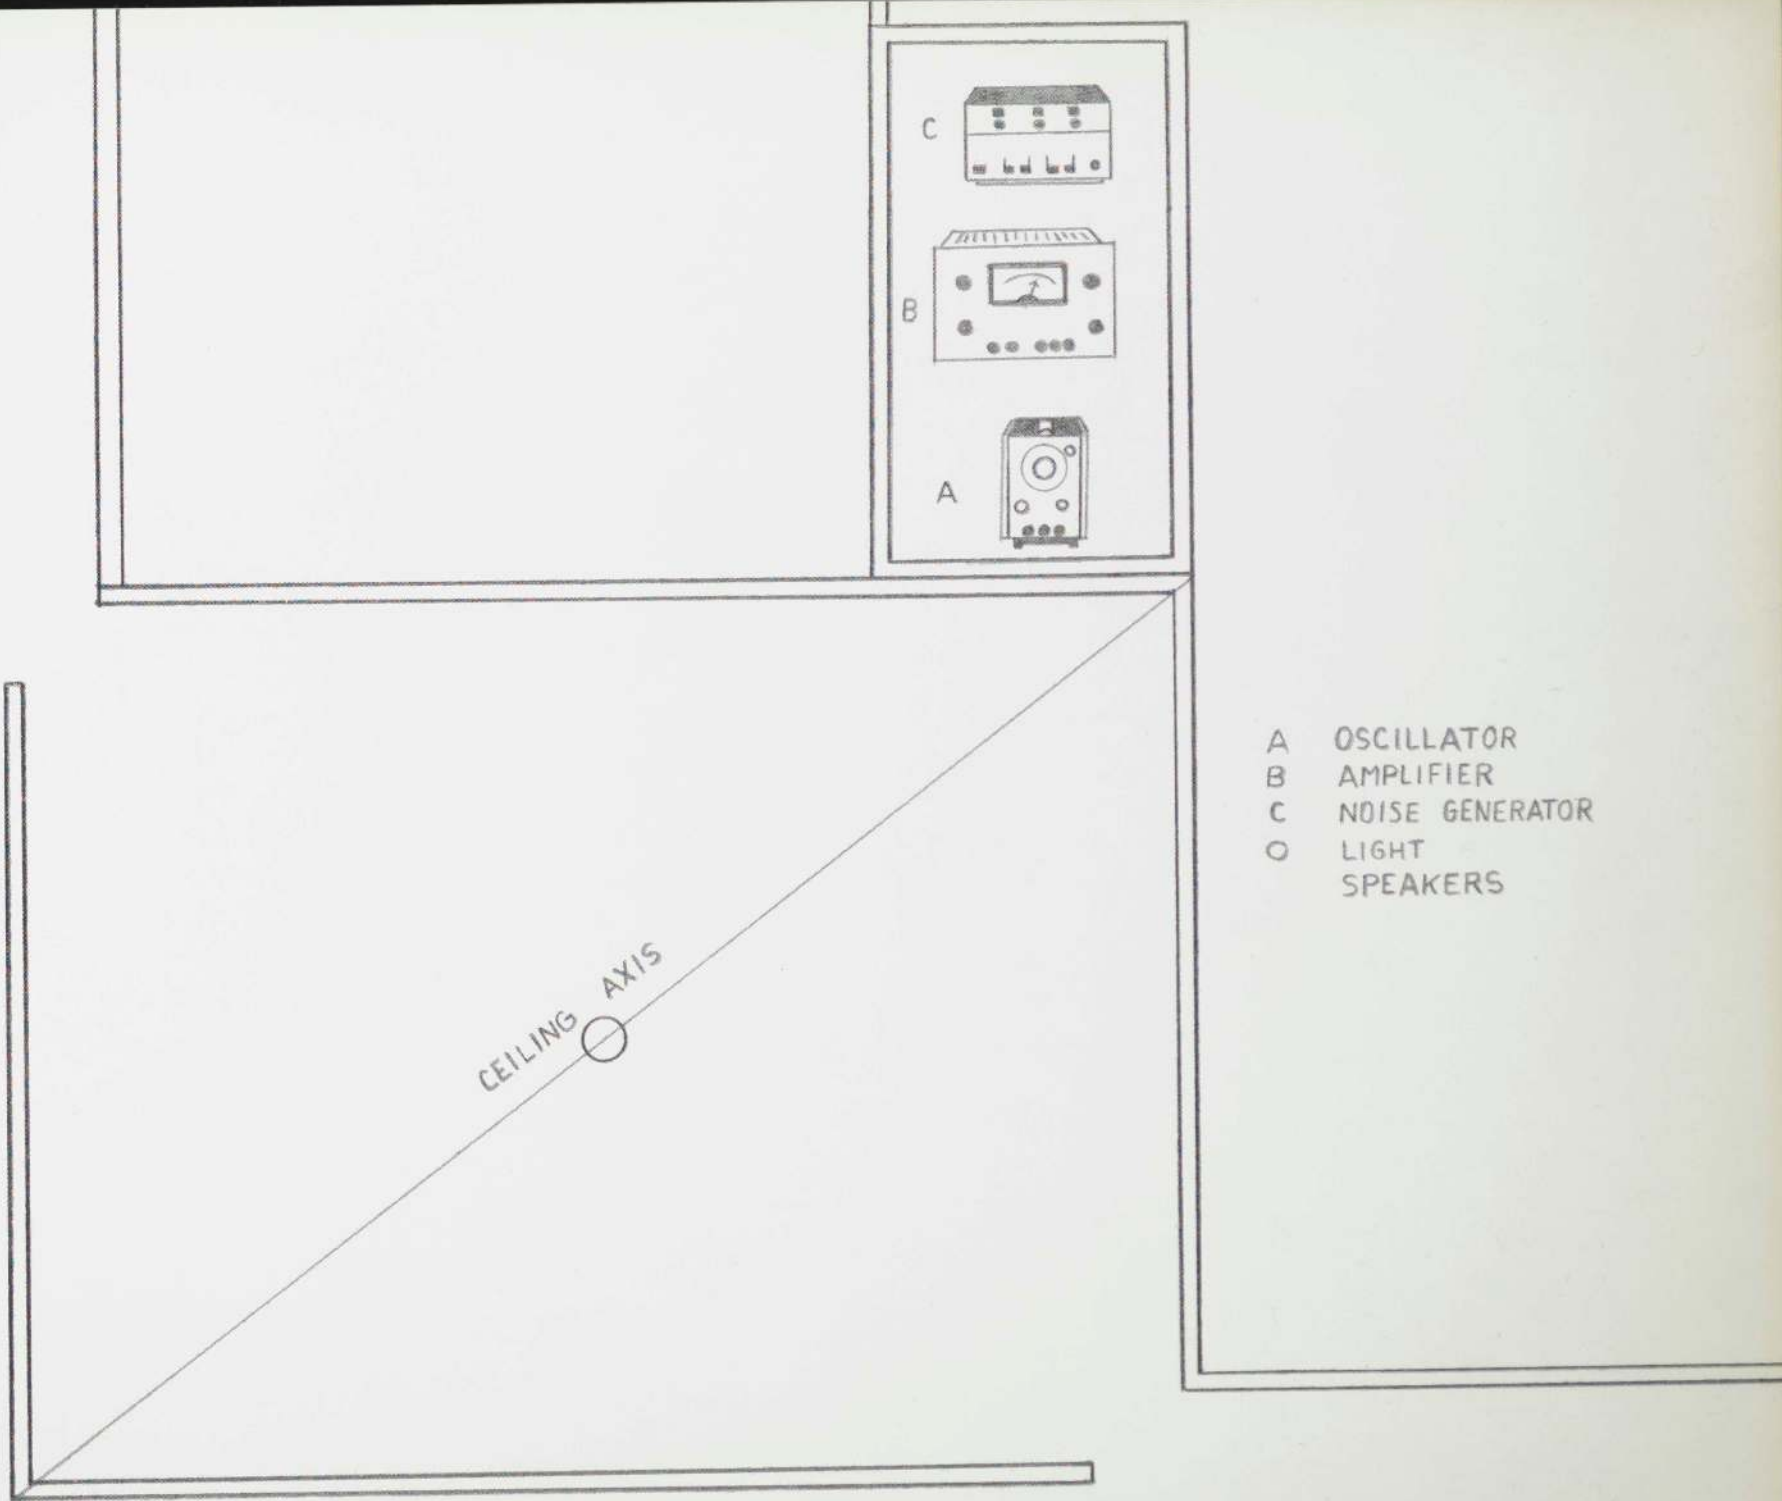 C
B
A
A OSCILLATOR
B AMPLIFIER
C NOISE GENERATOR
O LIGHT
SPEAKERS
CEILING AXIS